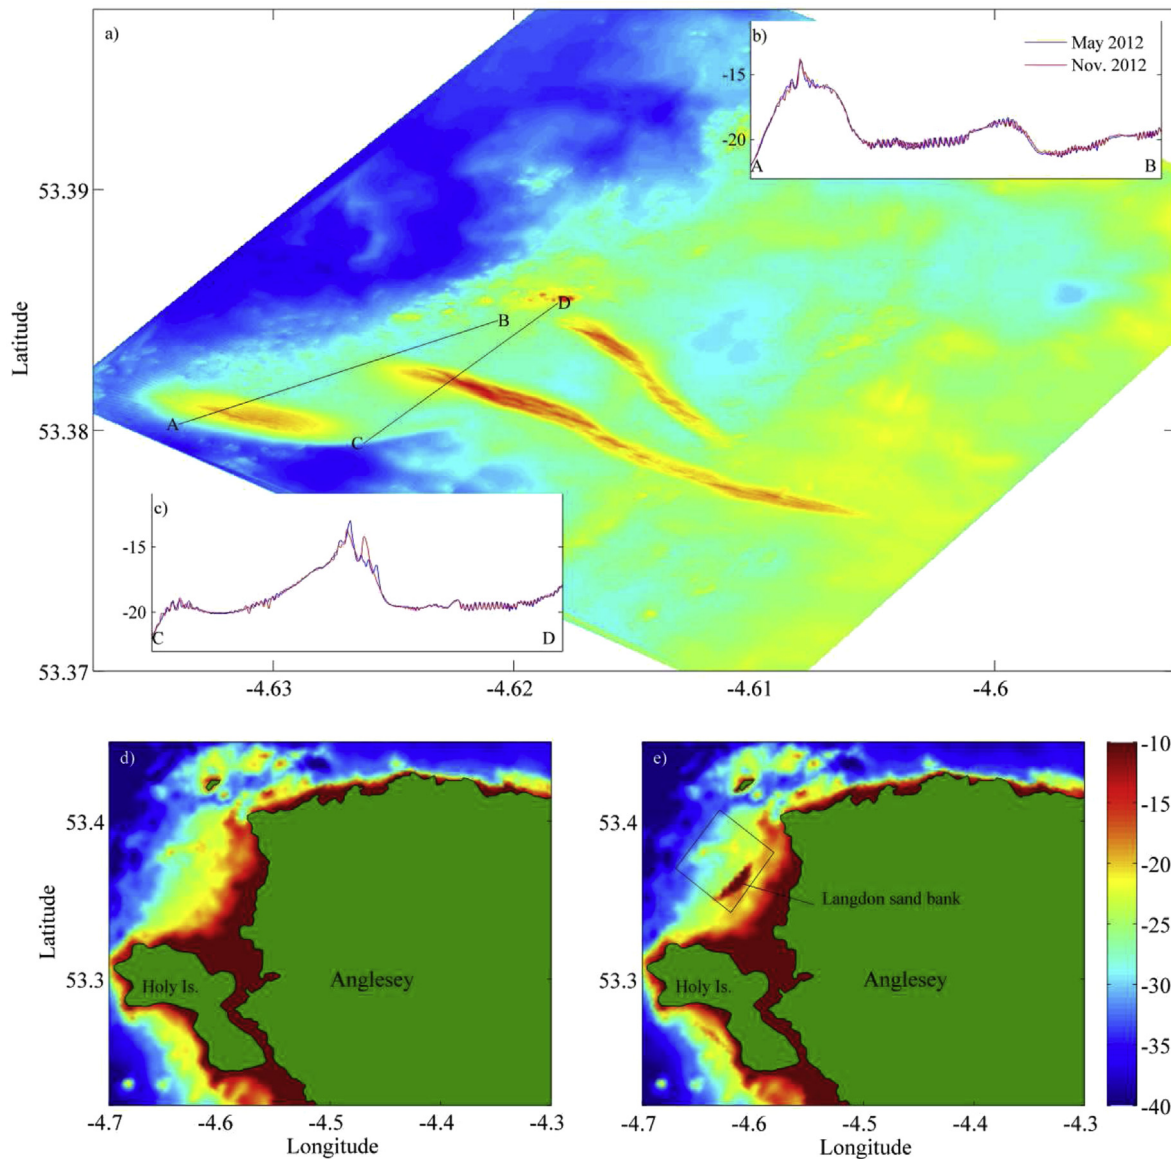 a)
b)
May 2012
Nov. 2012
-15
-20
A
B
53.39
53.38
53.37
Latitude
A
B
C
D
c)
-15
-20
C
D
-4.63
-4.62
-4.61
-4.6
d)
53.4
53.3
Latitude
Holy Is.
Anglesey
-4.7
-4.6
-4.5
-4.4
-4.3
Longitude
e)
53.4
53.3
Latitude
Langdon sand bank
Holy Is.
Anglesey
-4.7
-4.6
-4.5
-4.4
-4.3
Longitude
-10
-15
-20
-25
-30
-35
-40